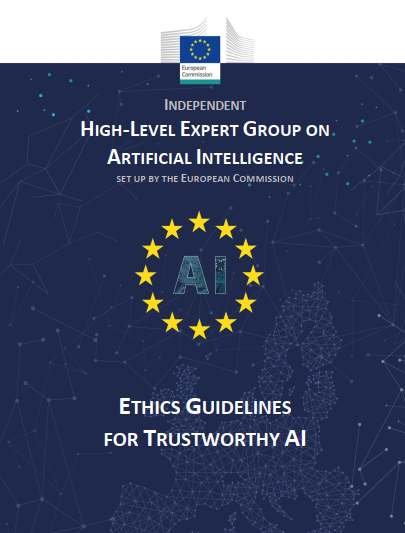 European
Commission
INDEPENDENT
HIGH-LEVEL EXPERT GROUP ON
ARTIFICIAL INTELLIGENCE
SET UP BY THE EUROPEAN COMMISSION
AI
ETHICS GUIDELINES
FOR TRUSTWORTHY AI